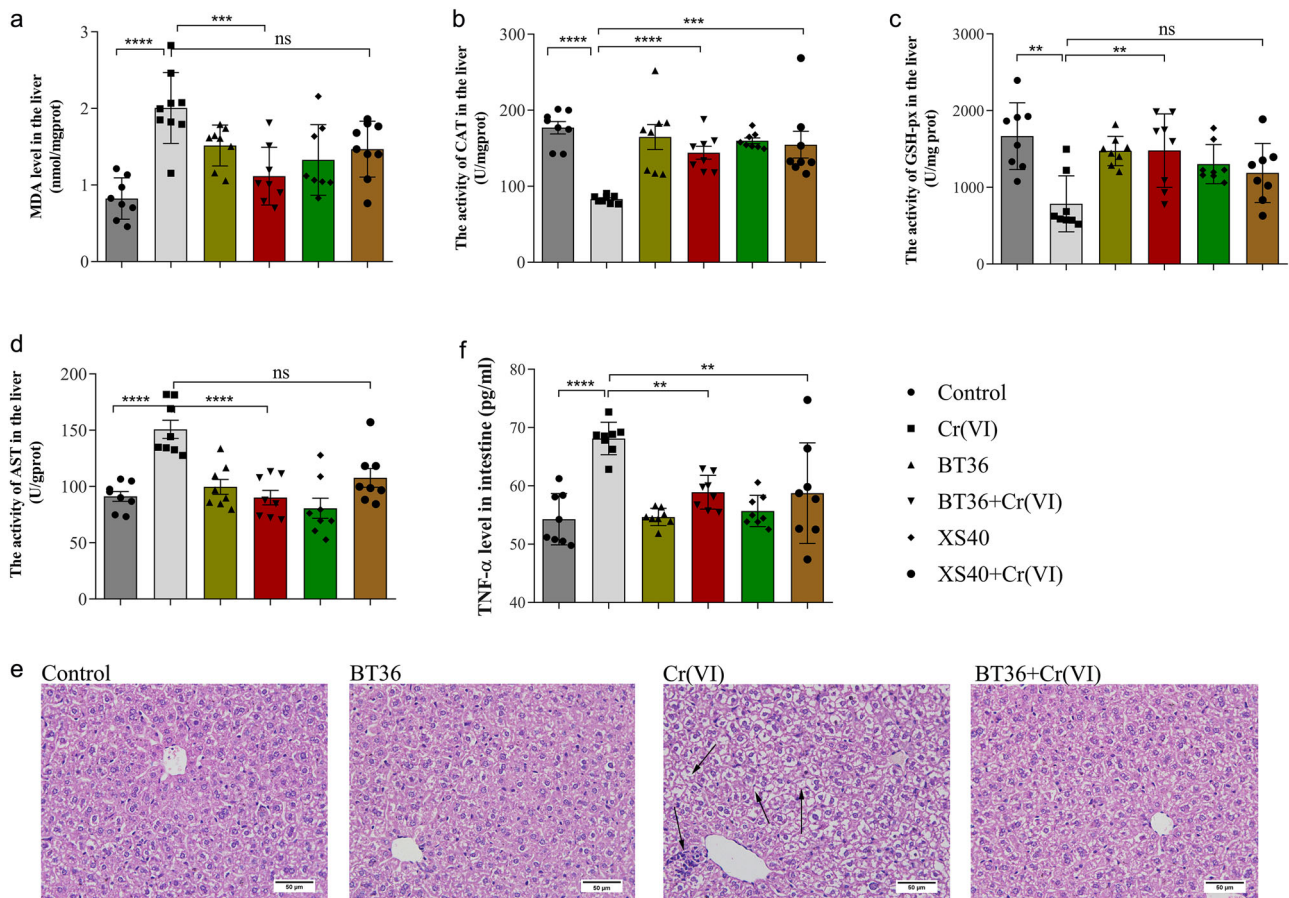 a
MDA level in the liver
(nmol/mgprot)
3
2
1
0
****
***
ns
b
The activity of CAT in the liver
(U/mgprot)
300
200
100
0
****
****
***
c
The activity of GSH-px in the liver
(U/mg prot)
3000
2000
1000
0
**
**
ns
d
The activity of AST in the liver
(U/gprot)
200
150
100
50
0
****
****
ns
f
TNF-α level in intestine (pg/ml)
80
70
60
50
40
****
**
**
Control
Cr(VI)
BT36
BT36+Cr(VI)
XS40
XS40+Cr(VI)
e
Control
BT36
Cr(VI)
BT36+Cr(VI)
50 μm
50 μm
50 μm
50 μm